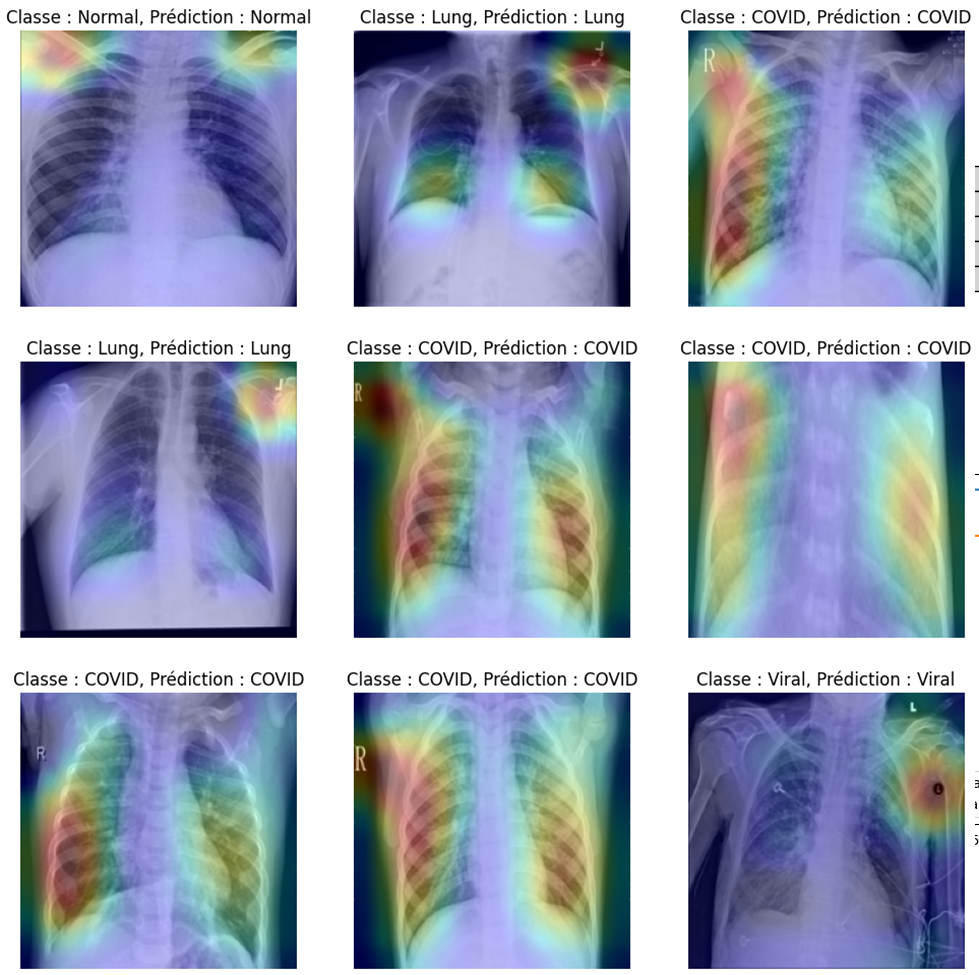 Classe : Normal, Prédiction : Normal
Classe : Lung, Prédiction : Lung
Classe : COVID, Prédiction : COVID
L
R
Classe : Lung, Prédiction : Lung
Classe : COVID, Prédiction : COVID
Classe : COVID, Prédiction : COVID
R
Classe : COVID, Prédiction : COVID
Classe : COVID, Prédiction : COVID
Classe : Viral, Prédiction : Viral
R
R
L